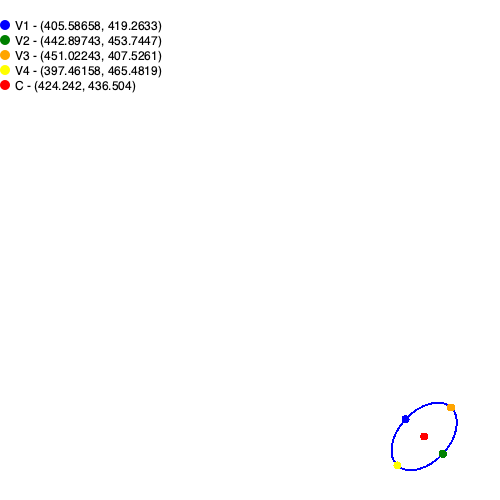 V1 - (405.58658, 419.2633)
V2 - (442.89743, 453.7447)
V3 - (451.02243, 407.5261)
V4 - (397.46158, 465.4819)
C - (424.242, 436.504)